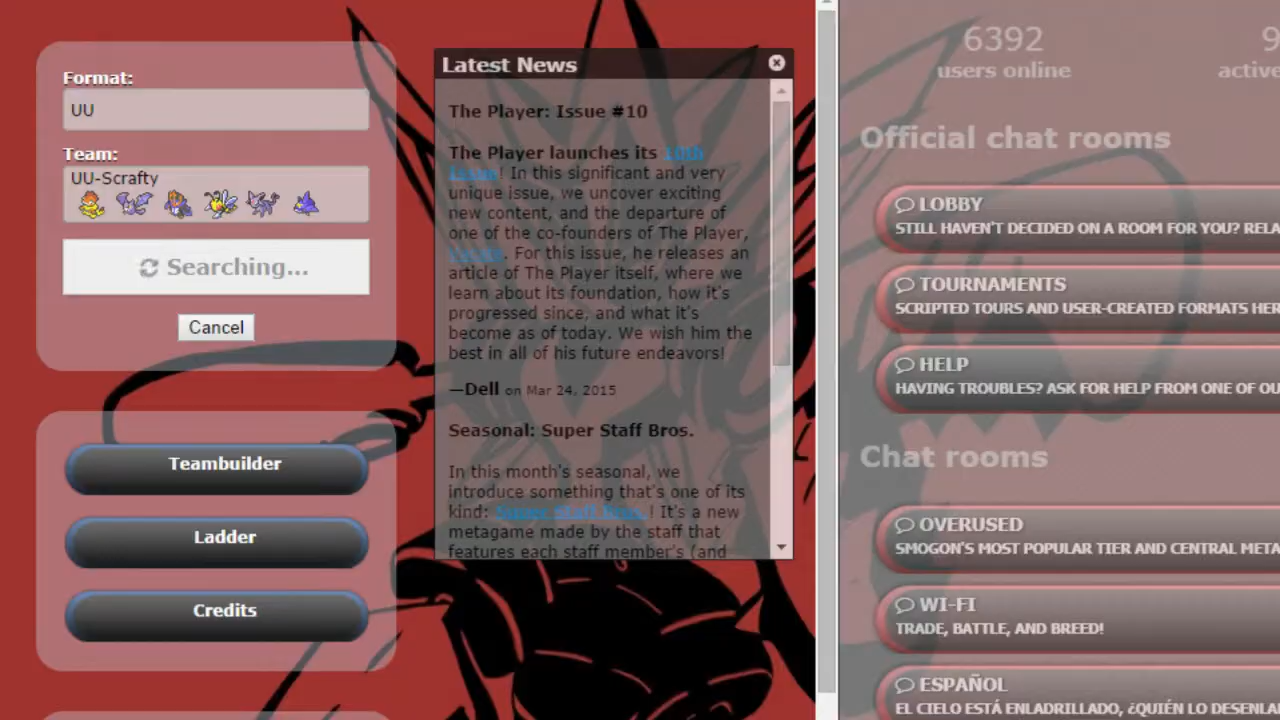 Format:
UU
Team:
UU-Scrafty
Searching...
Cancel
Teambuilder
Ladder
Credits
Latest News
The Player: Issue #10
The Player launches its 10th
Issue! In this significant and very
unique issue, we uncover exciting
new content, and the departure of
one of the co-founders of The Player,
. For this issue, he releases an
article of The Player itself, where we
learn about its foundation, how it's
progressed since, and what it's
become as of today. We wish him the
best in all of his future endeavors!
—Dell on Mar 24, 2015
Seasonal: Super Staff Bros.
In this month's seasonal, we
introduce something that's one of its
kind: Super Staff Bros.! It's a new
metagame made by the staff that
features each staff member's (and
6392
users online
9
active
Official chat rooms
LOBBY
STILL HAVEN'T DECIDED ON A ROOM FOR YOU? RELA
TOURNAMENTS
SCRIPTED TOURS AND USER-CREATED FORMATS HER
HELP
HAVING TROUBLES? ASK FOR HELP FROM ONE OF OU
Chat rooms
OVERUSED
SMOGON'S MOST POPULAR TIER AND CENTRAL META
WI-FI
TRADE, BATTLE, AND BREED!
ESPAÑOL
EL CIELO ESTÁ ENLADRILLADO, ¿QUIÉN LO DESENLA